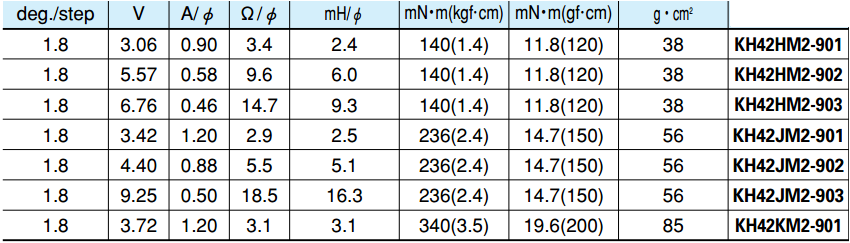 deg./step V A/ϕ Ω/ϕ mH/ϕ mN・m(kgf·cm) mN・m(gf·cm) g・cm²
1.8 3.06 0.90 3.4 2.4 140(1.4) 11.8(120) 38 KH42HM2-901
1.8 5.57 0.58 9.6 6.0 140(1.4) 11.8(120) 38 KH42HM2-902
1.8 6.76 0.46 14.7 9.3 140(1.4) 11.8(120) 38 KH42HM2-903
1.8 3.42 1.20 2.9 2.5 236(2.4) 14.7(150) 56 KH42JM2-901
1.8 4.40 0.88 5.5 5.1 236(2.4) 14.7(150) 56 KH42JM2-902
1.8 9.25 0.50 18.5 16.3 236(2.4) 14.7(150) 56 KH42JM2-903
1.8 3.72 1.20 3.1 3.1 340(3.5) 19.6(200) 85 KH42KM2-901